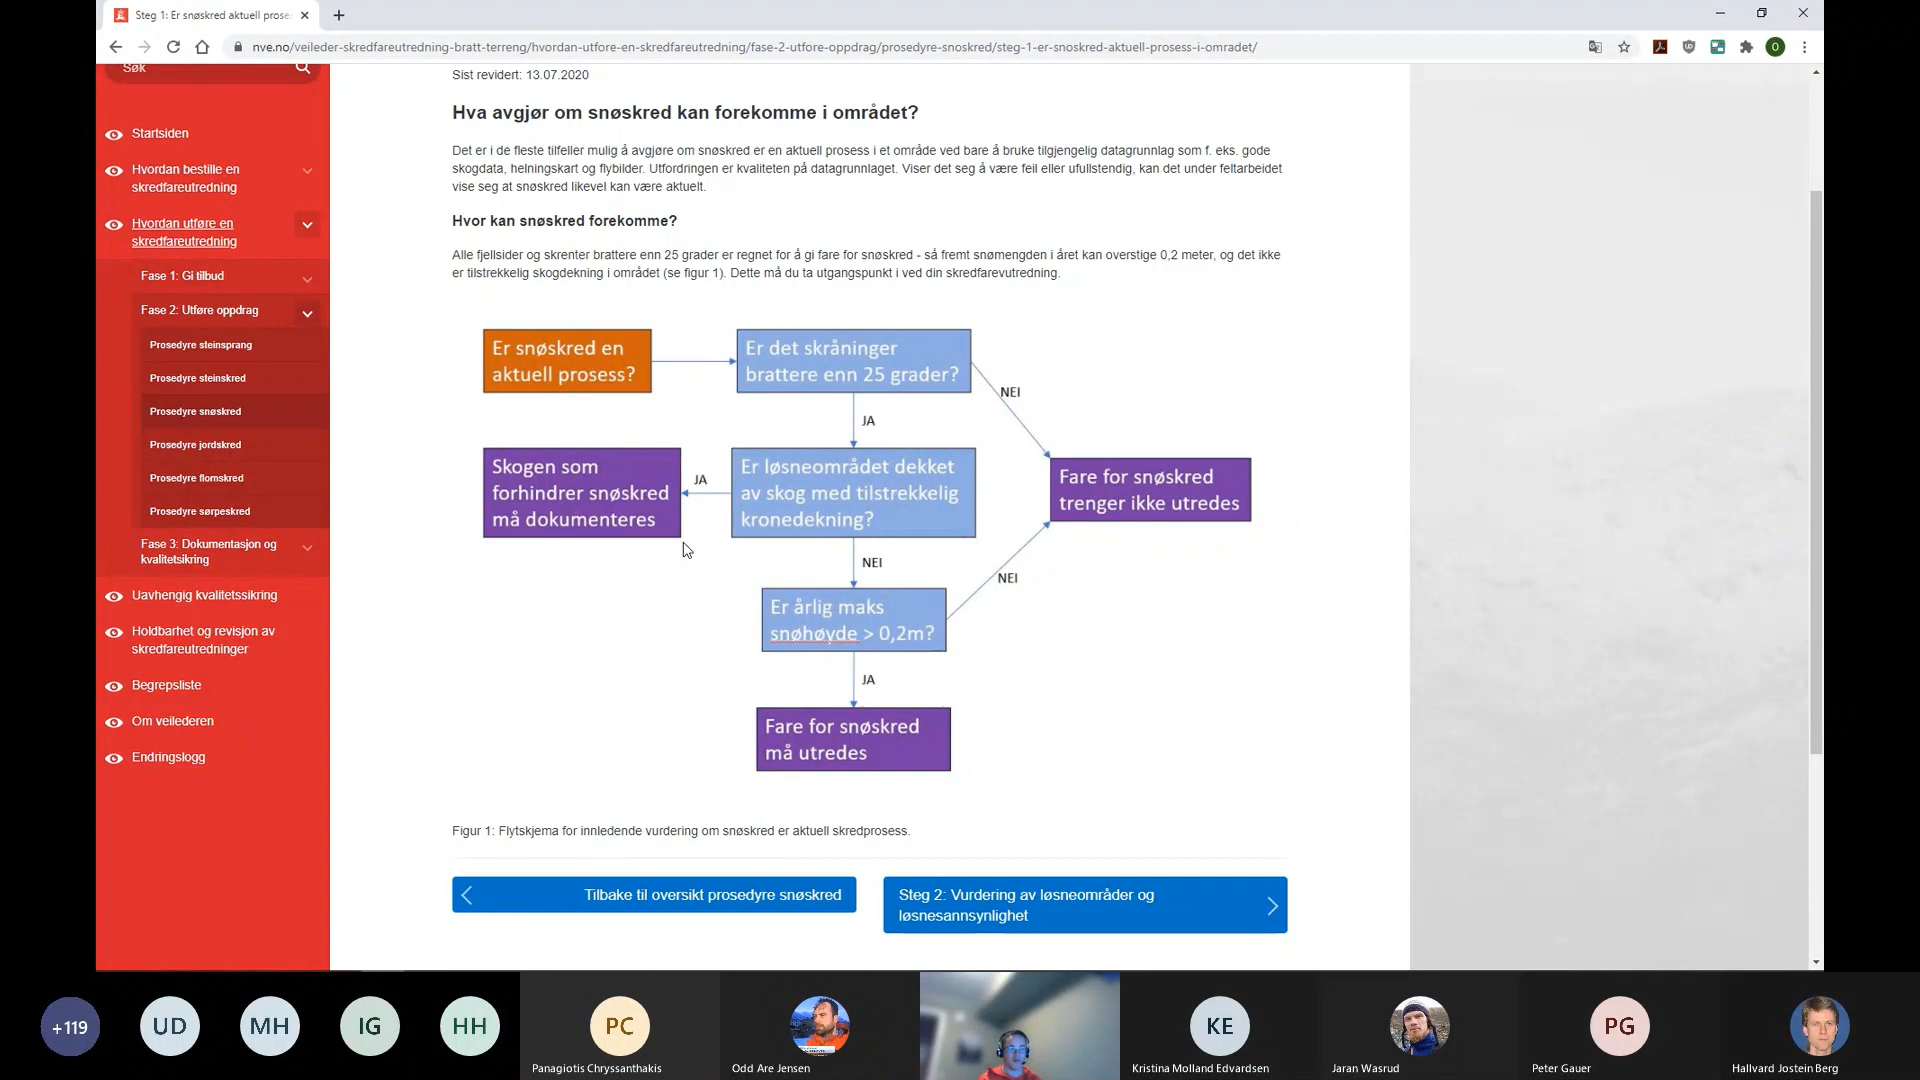 Steg 1: Er snøskred aktuell prose
nve.no/veileder-skredfareutredning-bratt-terreng/hvordan-utfore-en-skredfareutredning/fase-2-utfore-oppdrag/prosedyre-snoskred/steg-1-er-snoskred-aktuell-prosess-i-omradet/
O
Søk
Startsiden
Hvordan bestille en
skredfareutredning
Hvordan utføre en
skredfareutredning
Fase 1: Gi tilbud
Fase 2: Utføre oppdrag
Prosedyre steinsprang
Prosedyre steinskred
Prosedyre snøskred
Prosedyre jordskred
Prosedyre flomskred
Prosedyre sørpeskred
Fase 3: Dokumentasjon og
kvalitetsikring
Uavhengig kvalitetssikring
Holdbarhet og revisjon av
skredfareutredninger
Begrepsliste
Om veilederen
Endringslogg
Sist revidert: 13.07.2020
Hva avgjør om snøskred kan forekomme i området?
Det er i de fleste tilfeller mulig å avgjøre om snøskred er en aktuell prosess i et område ved bare å bruke tilgjengelig datagrunnlag som f. eks. gode
skogdata, helningskart og flybilder. Utfordringen er kvaliteten på datagrunnlaget. Viser det seg å være feil eller ufullstendig, kan det under feltarbeidet
vise seg at snøskred likevel kan være aktuelt.
Hvor kan snøskred forekomme?
Alle fjellsider og skrenter brattere enn 25 grader er regnet for å gi fare for snøskred - så fremt snømengden i året kan overstige 0,2 meter, og det ikke
er tilstrekkelig skogdekning i området (se figur 1). Dette må du ta utgangspunkt i ved din skredfarevutredning.
Er snøskred en
aktuell prosess?
Er det skråninger
brattere enn 25 grader?
NEI
JA
Skogen som
forhindrer snøskred
må dokumenteres
JA
Er løsneområdet dekket
av skog med tilstrekkelig
kronedekning?
Fare for snøskred
trenger ikke utredes
NEI
NEI
Er årlig maks
snøhøyde > 0,2m?
JA
Fare for snøskred
må utredes
Figur 1: Flytskjema for innledende vurdering om snøskred er aktuell skredprosess.
Tilbake til oversikt prosedyre snøskred
Steg 2: Vurdering av løsneområder og
løsnesannsynlighet
+119
UD
MH
IG
HH
PC
KE
PG
Panagiotis Chryssanthakis
Odd Are Jensen
Kristina Molland Edvardsen
Jaran Wasrud
Peter Gauer
Hallvard Jostein Berg